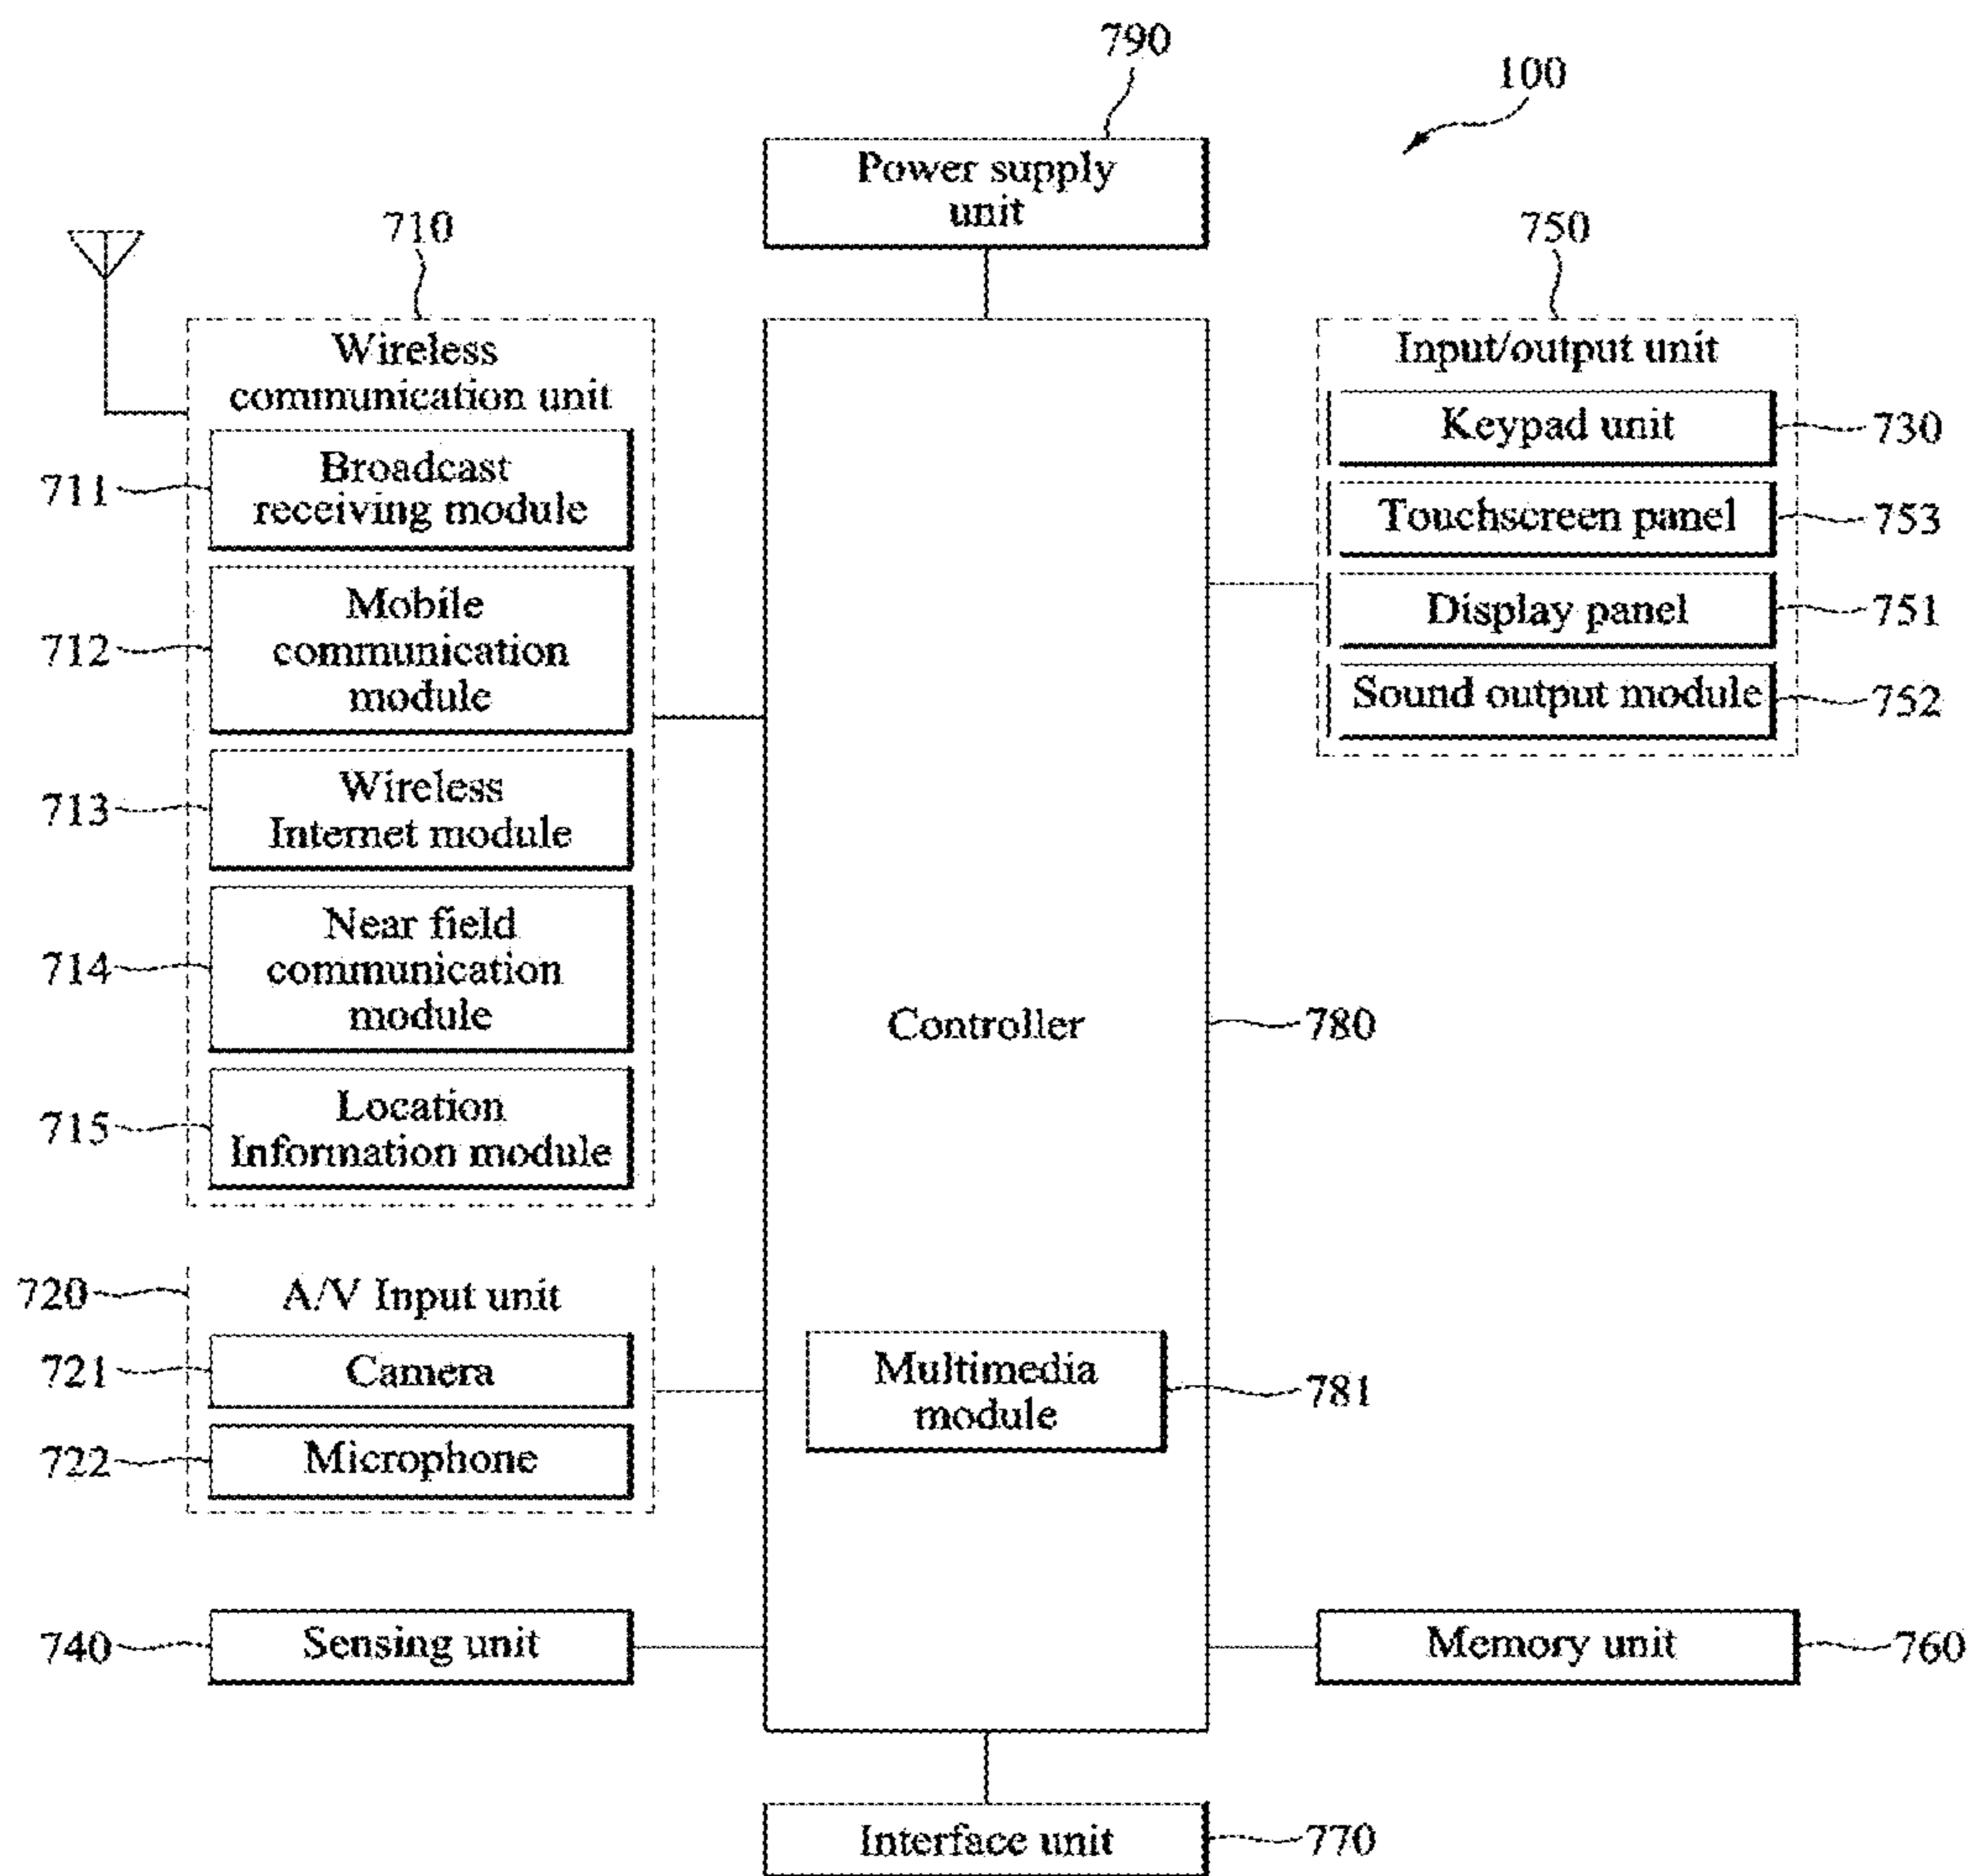 790
100
Power supply
unit
710
750
Wireless
communication unit
Input/output unit
Keypad unit
730
711
Broadcast
receiving module
Touchscreen panel
753
712
Mobile
communication
module
Display panel
751
Sound output module
752
713
Wireless
Internet module
714
Near field
communication
module
Controller
780
715
Location
Information module
720
A/V Input unit
721
Camera
Multimedia
module
781
722
Microphone
740
Sensing unit
Memory unit
760
Interface unit
770